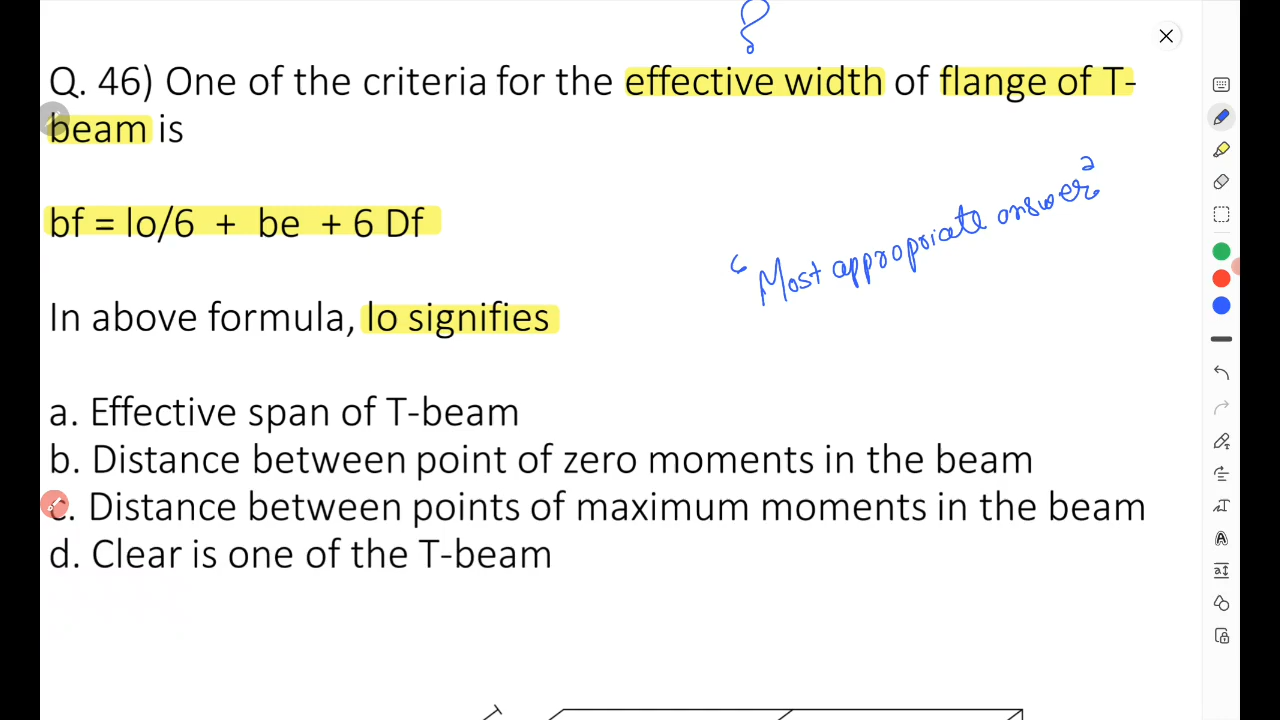 Q. 46) One of the criteria for the effective width of flange of T-
beam is
bf = lo/6 + be + 6 Df
"Most appropriate answer"
In above formula, lo signifies
a. Effective span of T-beam
b. Distance between point of zero moments in the beam
c. Distance between points of maximum moments in the beam
d. Clear is one of the T-beam